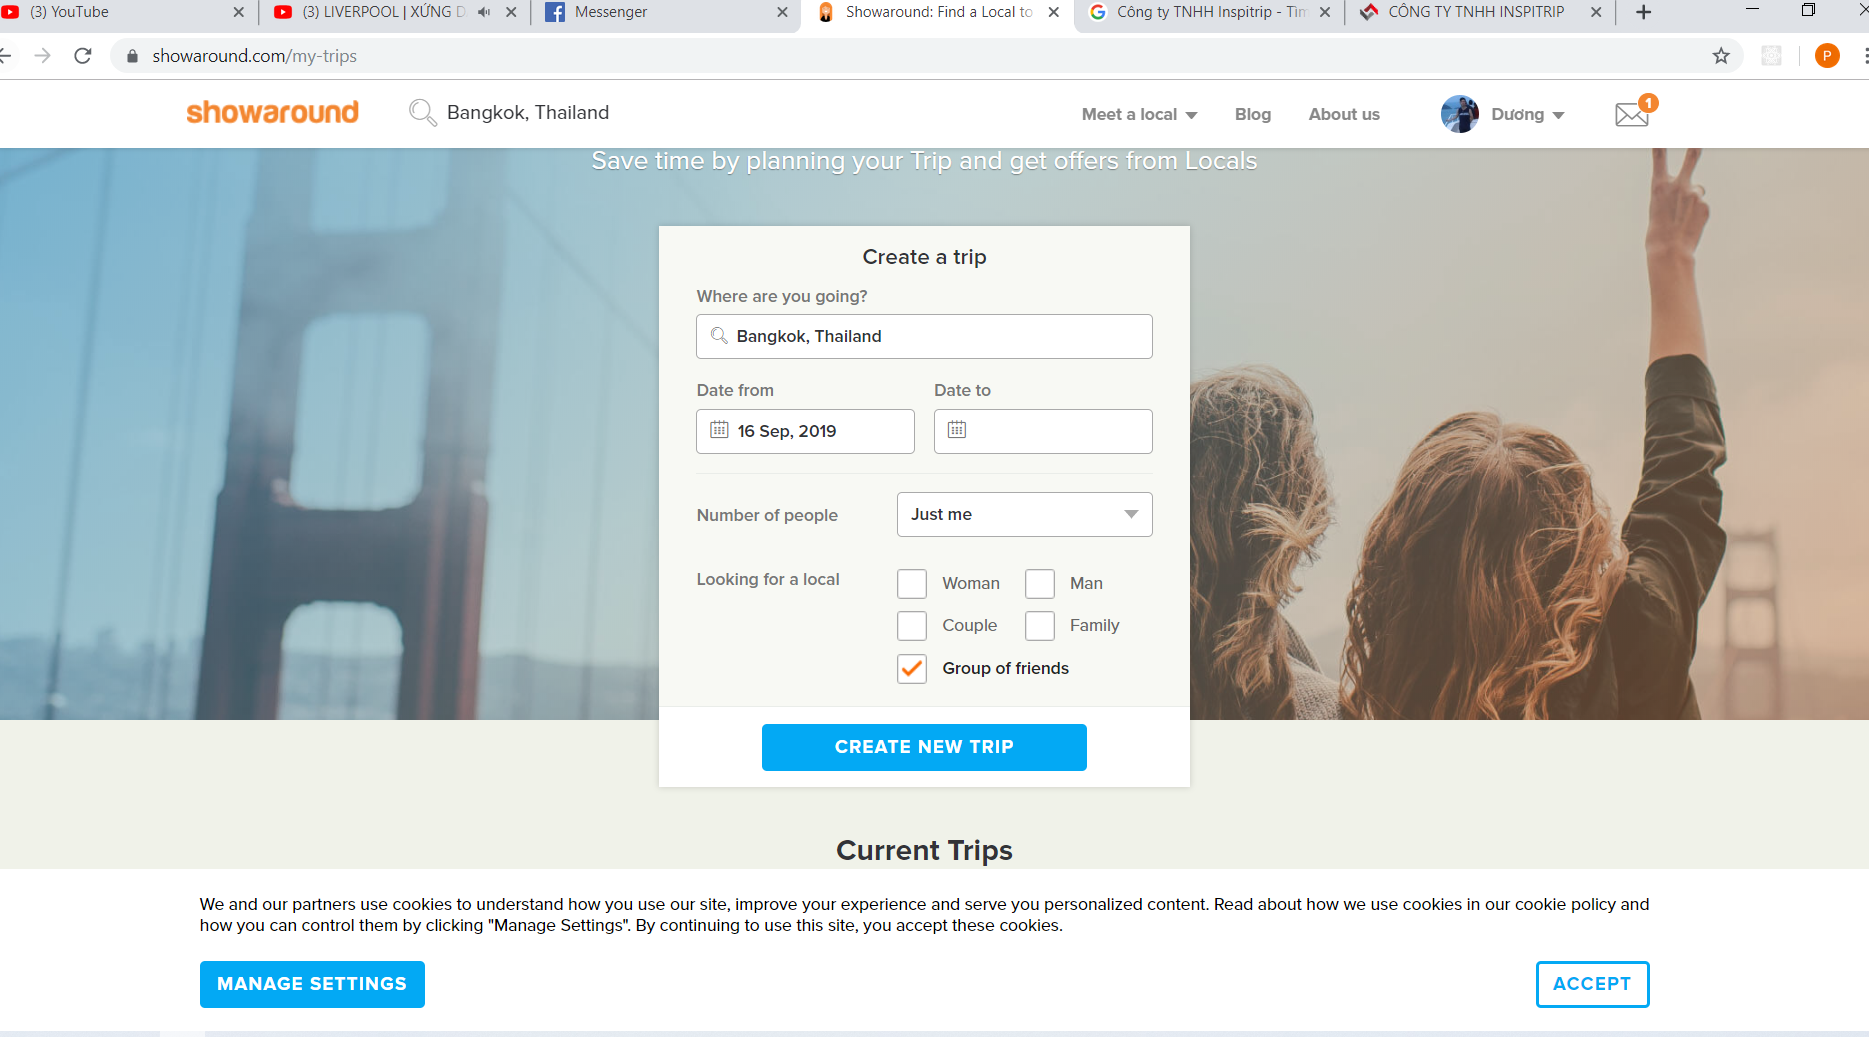 (3) YouTube
(3) LIVERPOOL | XỨNG D
Messenger
Showaround: Find a Local to
Công ty TNHH Inspitrip - Tìm
CÔNG TY TNHH INSPITRIP
showaround.com/my-trips
P
showaround
Bangkok, Thailand
Meet a local
Blog
About us
Dương
1
Save time by planning your Trip and get offers from Locals
Create a trip
Where are you going?
Bangkok, Thailand
Date from
Date to
16 Sep, 2019
Number of people
Just me
Looking for a local
Woman
Man
Couple
Family
Group of friends
CREATE NEW TRIP
Current Trips
We and our partners use cookies to understand how you use our site, improve your experience and serve you personalized content. Read about how we use cookies in our cookie policy and
how you can control them by clicking "Manage Settings". By continuing to use this site, you accept these cookies.
MANAGE SETTINGS
ACCEPT